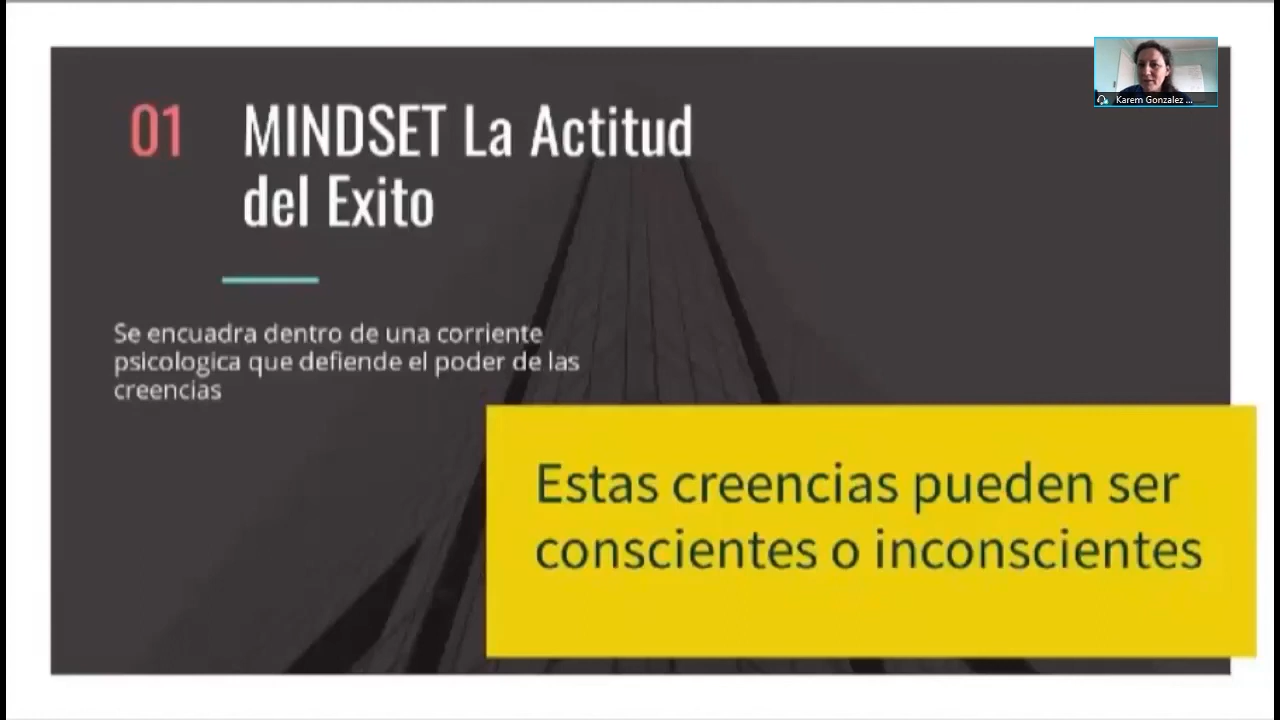 01
MINDSET La Actitud
del Exito
Se encuadra dentro de una corriente
psicologica que defiende el poder de las
creencias
Estas creencias pueden ser
conscientes o inconscientes
Karem Gonzalez ...